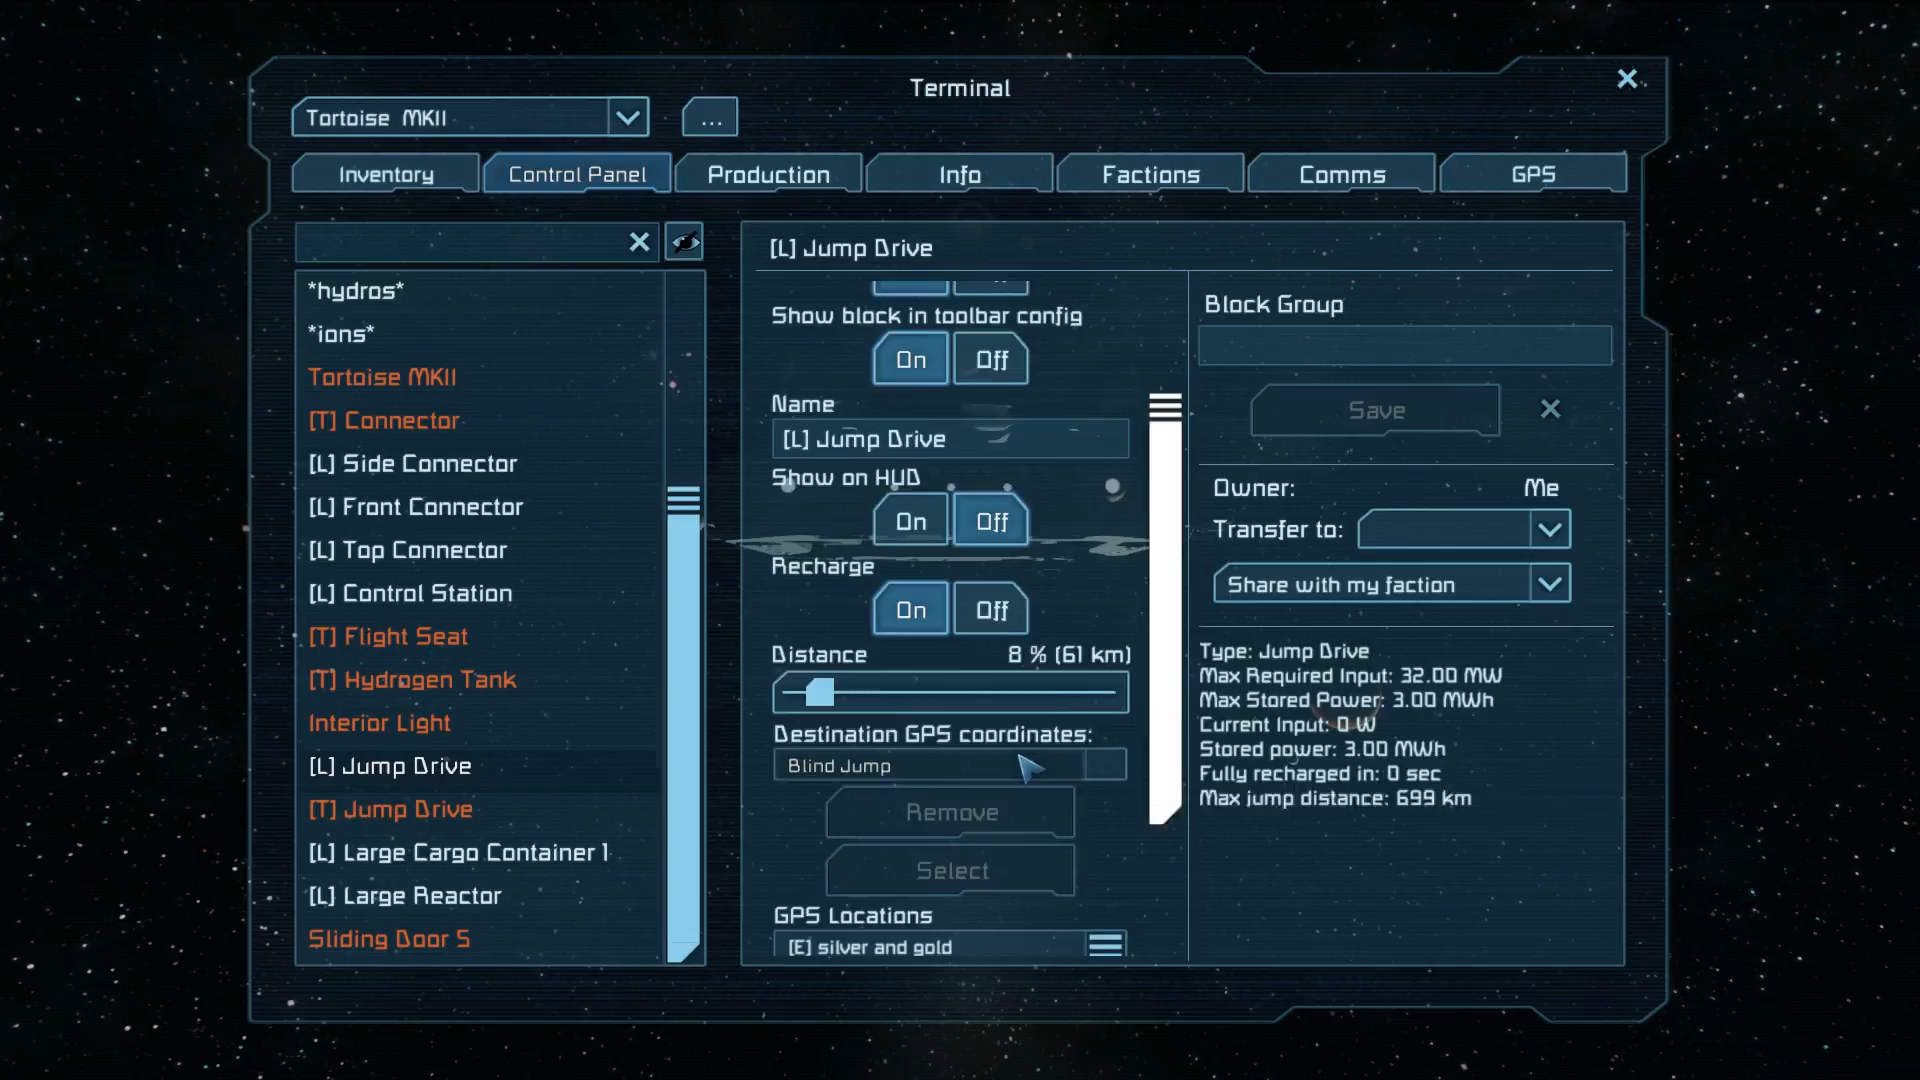 Terminal
Tortoise MKII
...
Inventory
Control Panel
Production
Info
Factions
Comms
GPS
*hydros*
*ions*
Tortoise MKII
[T] Connector
[L] Side Connector
[L] Front Connector
[L] Top Connector
[L] Control Station
[T] Flight Seat
[T] Hydrogen Tank
Interior Light
[L] Jump Drive
[T] Jump Drive
[L] Large Cargo Container 1
[L] Large Reactor
Sliding Door 5
[L] Jump Drive
Show block in toolbar config
On Off
Name
[L] Jump Drive
Show on HUD
On Off
Recharge
On Off
Distance 8 % (61 km)
Destination GPS coordinates:
Blind Jump
Remove
Select
GPS Locations
[E] silver and gold
Block Group
Save
Owner: Me
Transfer to:
Share with my faction
Type: Jump Drive
Max Required Input: 32.00 MW
Max Stored Power: 3.00 MWh
Current Input: 0 W
Stored power: 3.00 MWh
Fully recharged in: 0 sec
Max jump distance: 699 km